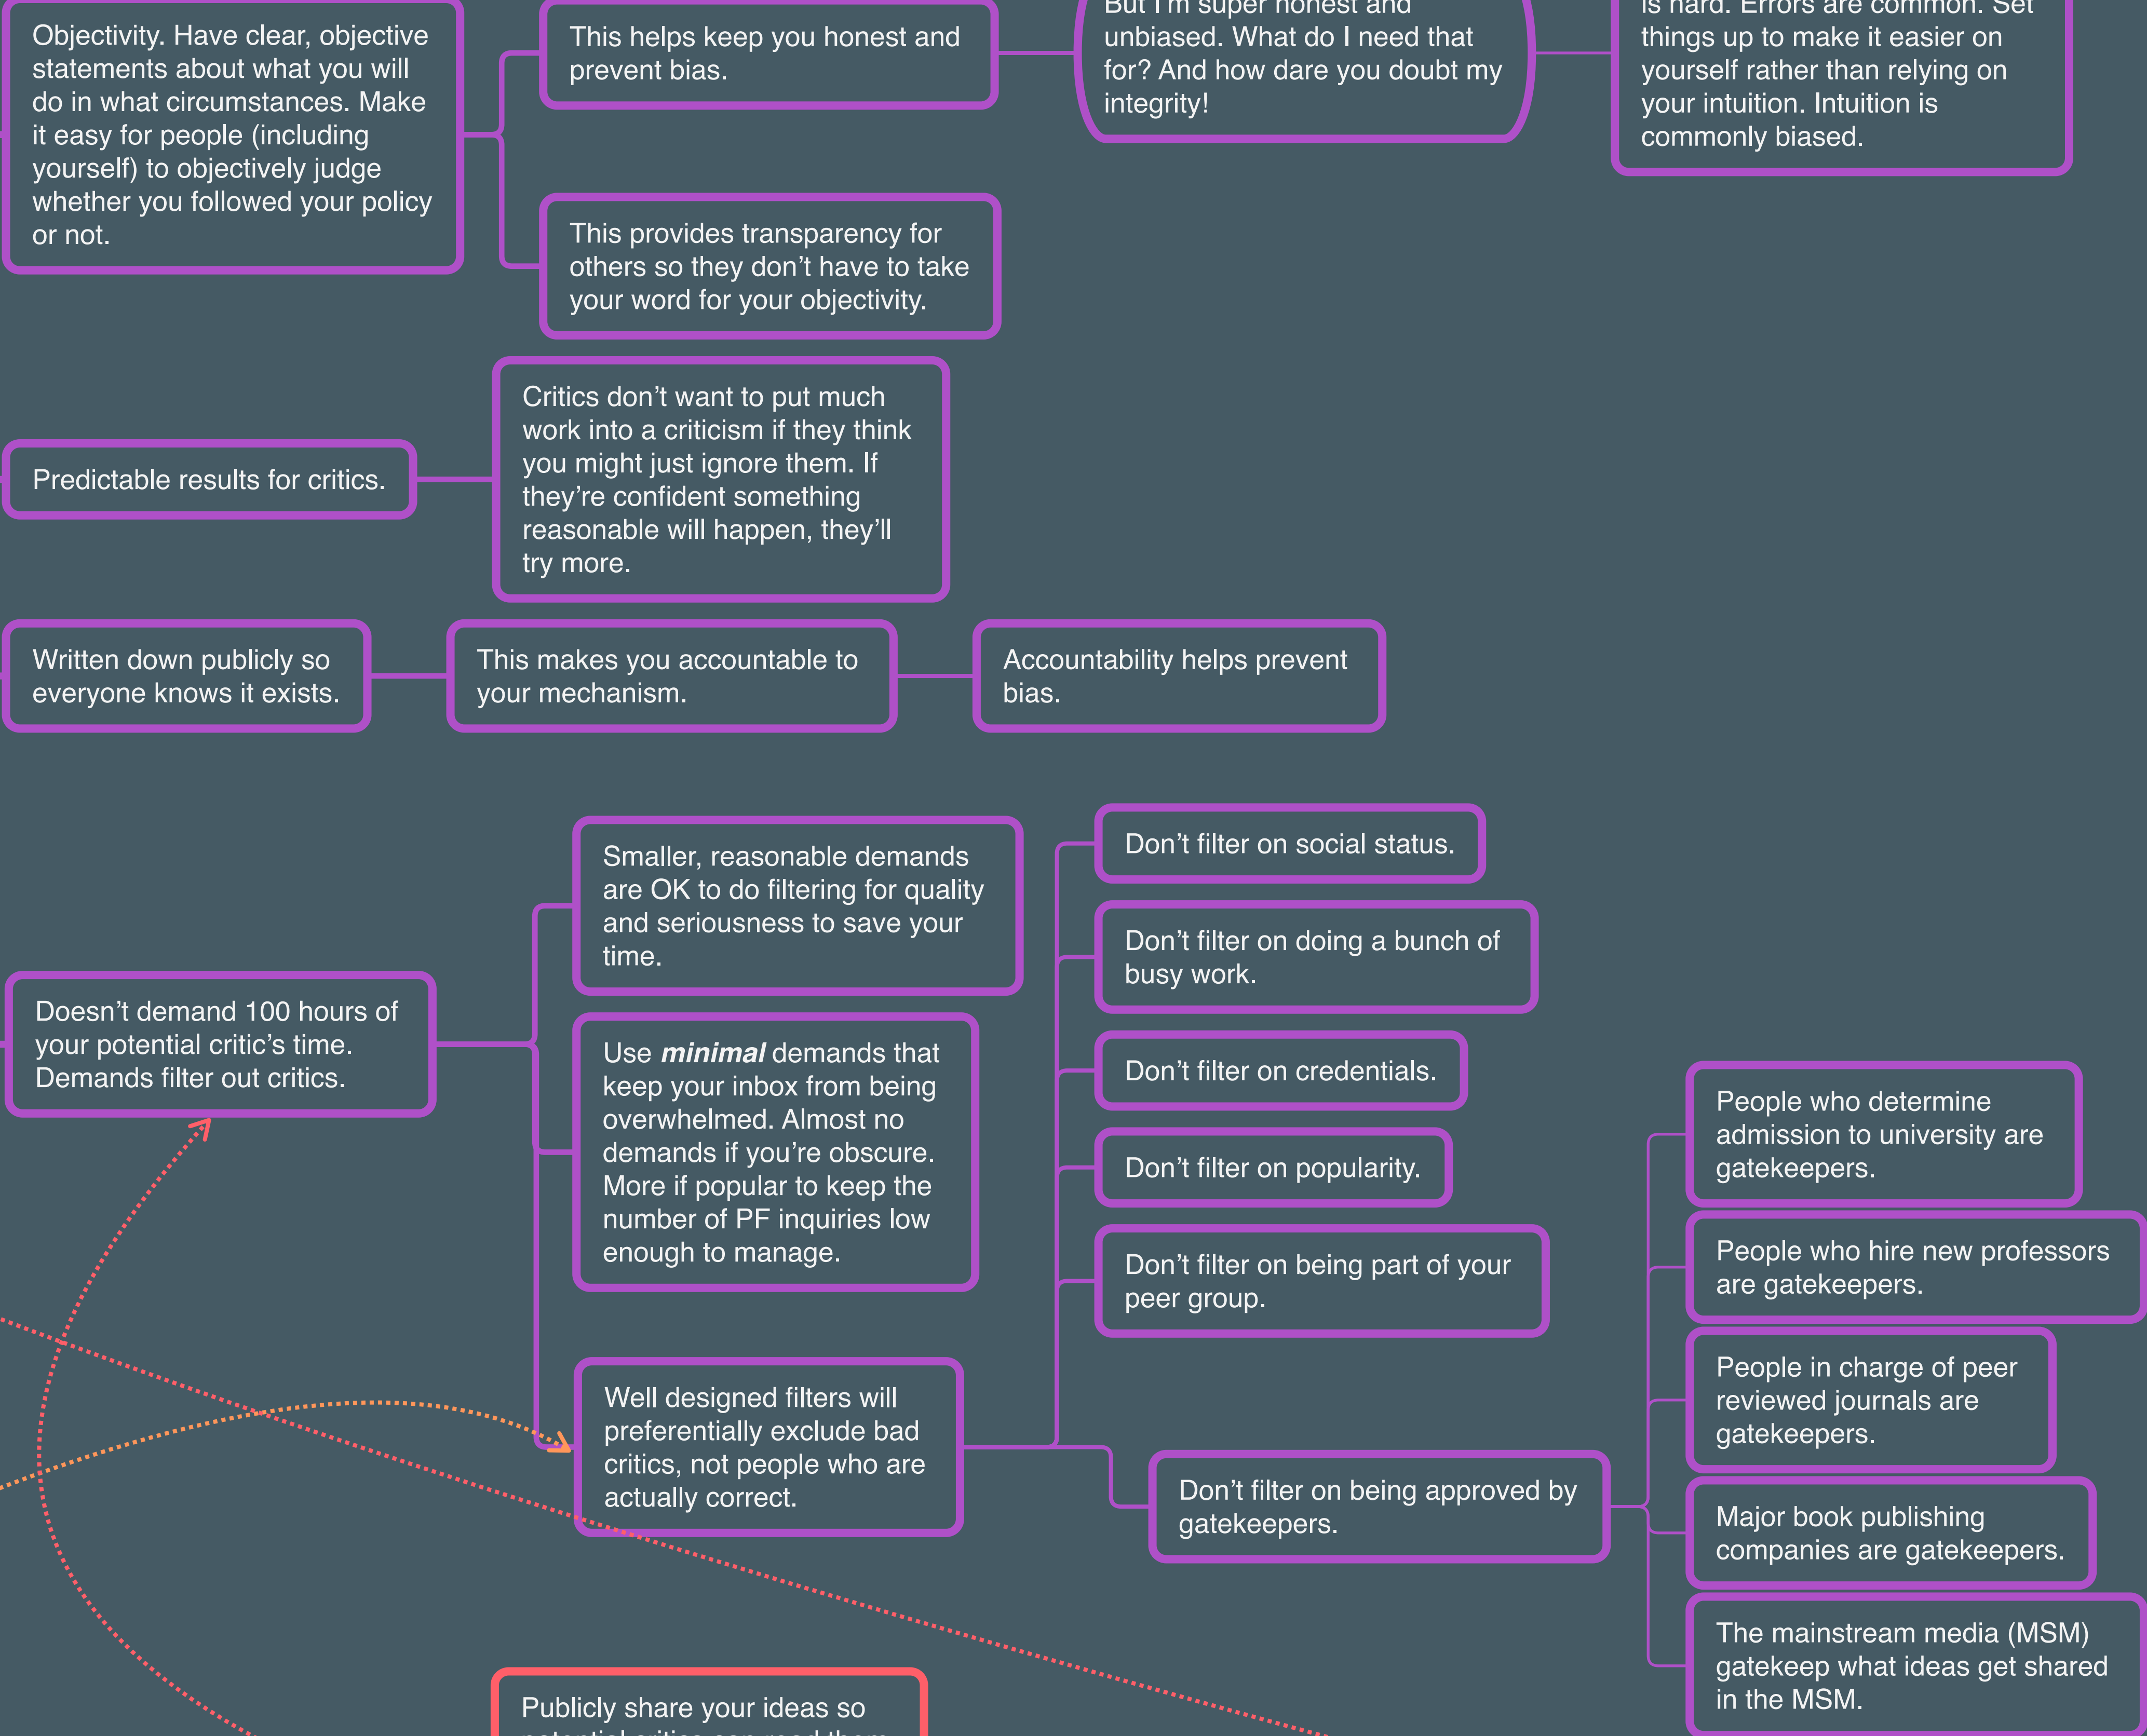 Objectivity. Have clear, objective
statements about what you will
do in what circumstances. Make
it easy for people (including
yourself) to objectively judge
whether you followed your policy
or not.
This helps keep you honest and
prevent bias.
But I'm super honest and
unbiased. What do I need that
for? And how dare you doubt my
integrity!
is hard. Errors are common. Set
things up to make it easier on
yourself rather than relying on
your intuition. Intuition is
commonly biased.
This provides transparency for
others so they don’t have to take
your word for your objectivity.
Predictable results for critics.
Critics don’t want to put much
work into a criticism if they think
you might just ignore them. If
they’re confident something
reasonable will happen, they’ll
try more.
Written down publicly so
everyone knows it exists.
This makes you accountable to
your mechanism.
Accountability helps prevent
bias.
Doesn’t demand 100 hours of
your potential critic’s time.
Demands filter out critics.
Smaller, reasonable demands
are OK to do filtering for quality
and seriousness to save your
time.
Use minimal demands that
keep your inbox from being
overwhelmed. Almost no
demands if you’re obscure.
More if popular to keep the
number of PF inquiries low
enough to manage.
Well designed filters will
preferentially exclude bad
critics, not people who are
actually correct.
Don’t filter on social status.
Don’t filter on doing a bunch of
busy work.
Don’t filter on credentials.
Don’t filter on popularity.
Don’t filter on being part of your
peer group.
Don’t filter on being approved by
gatekeepers.
People who determine
admission to university are
gatekeepers.
People who hire new professors
are gatekeepers.
People in charge of peer
reviewed journals are
gatekeepers.
Major book publishing
companies are gatekeepers.
The mainstream media (MSM)
gatekeep what ideas get shared
in the MSM.
Publicly share your ideas so
potential critics can read them